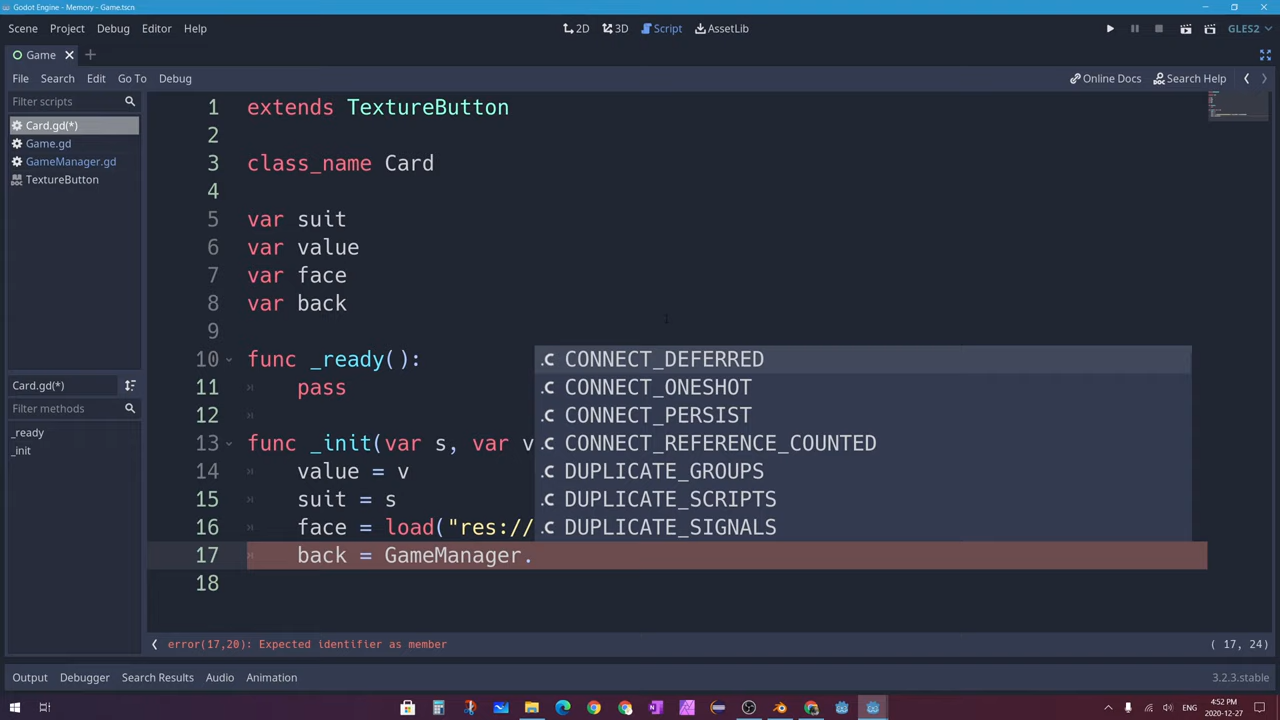 Godot Engine - Memory - Game.tscn
Scene Project Debug Editor Help
2D 3D Script AssetLib
GLES2
Game
File Search Edit Go To Debug
Online Docs Search Help
Filter scripts
Card.gd(*)
Game.gd
GameManager.gd
TextureButton
Card.gd(*)
Filter methods
_ready
_init
1 extends TextureButton
2
3 class_name Card
4
5 var suit
6 var value
7 var face
8 var back
9
10 func _ready():
11 pass
12
13 func _init(var s, var v
14 value = v
15 suit = s
16 face = load("res://
17 back = GameManager.
18
.c CONNECT_DEFERRED
.c CONNECT_ONESHOT
.c CONNECT_PERSIST
.c CONNECT_REFERENCE_COUNTED
.c DUPLICATE_GROUPS
.c DUPLICATE_SCRIPTS
.c DUPLICATE_SIGNALS
error(17,20): Expected identifier as member
( 17, 24)
Output Debugger Search Results Audio Animation
3.2.3.stable
ENG 4:52 PM
2020-12-27